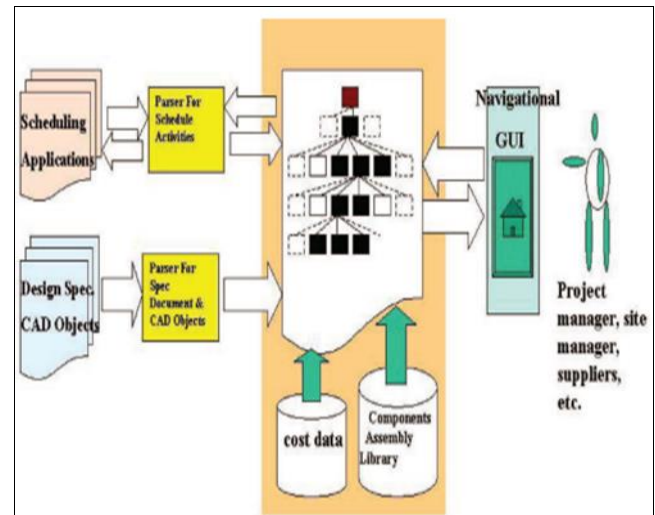 Scheduling
Applications
Parser For
Schedule
Activities
Navigational
GUI
Design Spec.
CAD Objects
Parser For
Spec
Document &
CAD Objects
Project
manager, site
manager,
suppliers,
etc.
cost data
Components
Assembly
Library